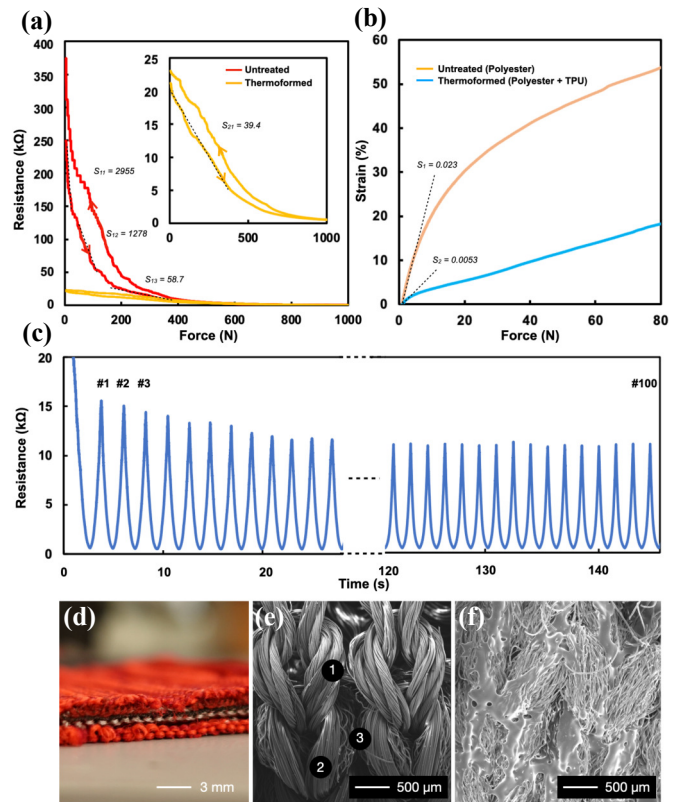 (a)
400
350
300
250
200
150
100
50
0
Resistance (kΩ)
0 200 400 600 800 1000
Force (N)
S11 = 2955
S12 = 1278
S13 = 58.7
25
20
15
10
5
0
0 500 1000
Untreated
Thermoformed
S21 = 39.4
(b)
60
50
40
30
20
10
0
Strain (%)
0 20 40 60 80
Force (N)
Untreated (Polyester)
Thermoformed (Polyester + TPU)
S1 = 0.023
S2 = 0.0053
(c)
20
15
10
5
0
Resistance (kΩ)
#1 #2 #3 #100
0 10 20 120 130 140
Time (s)
(d)
3 mm
(e)
1
2
3
500 µm
(f)
500 µm